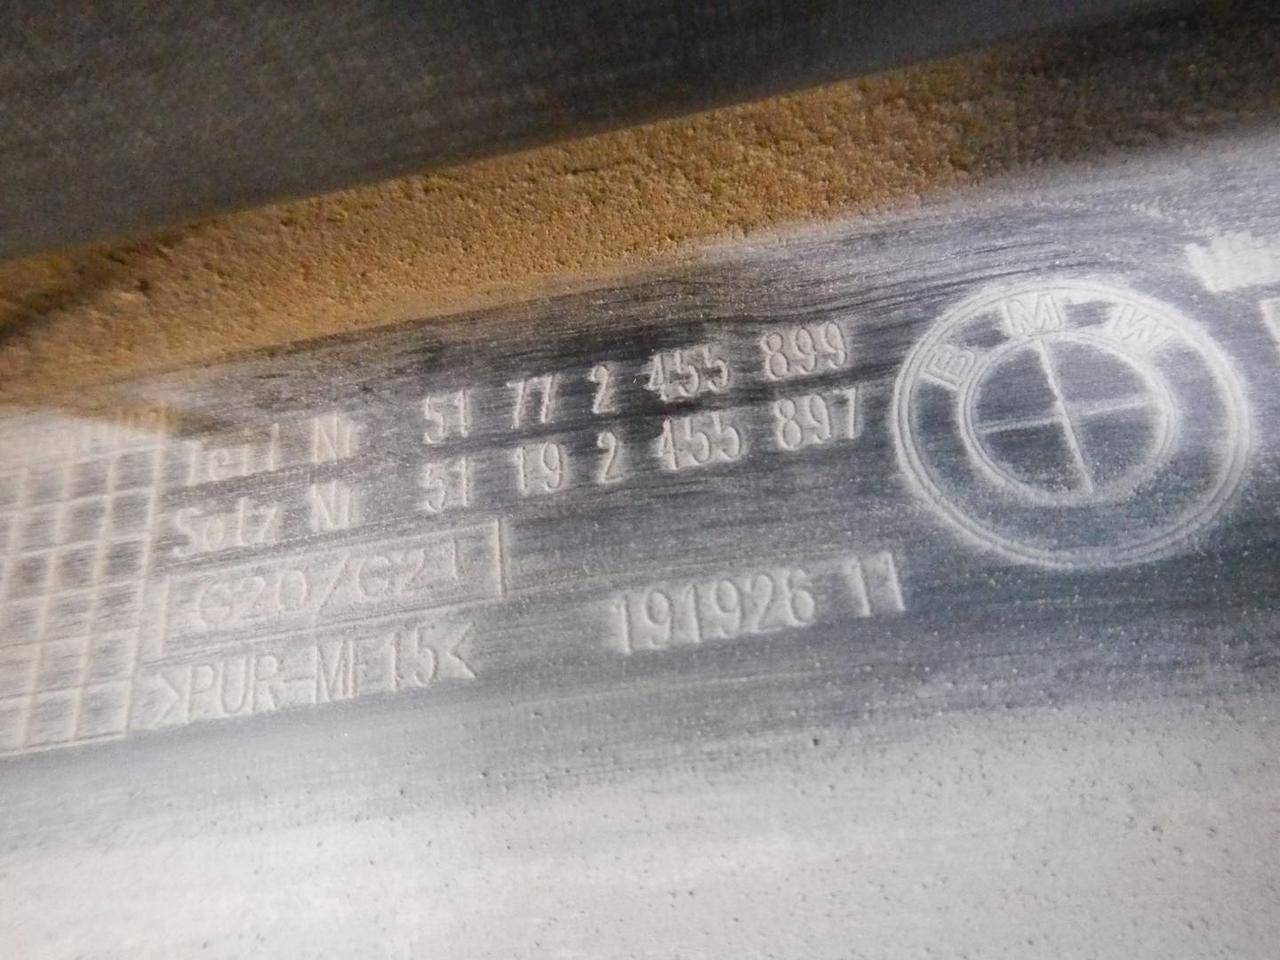 Teil Nr 51 77 2 455 899
Satz Nr 51 19 2 455 897
G20/G21
>PUR-MF15<
191926 11
BMW